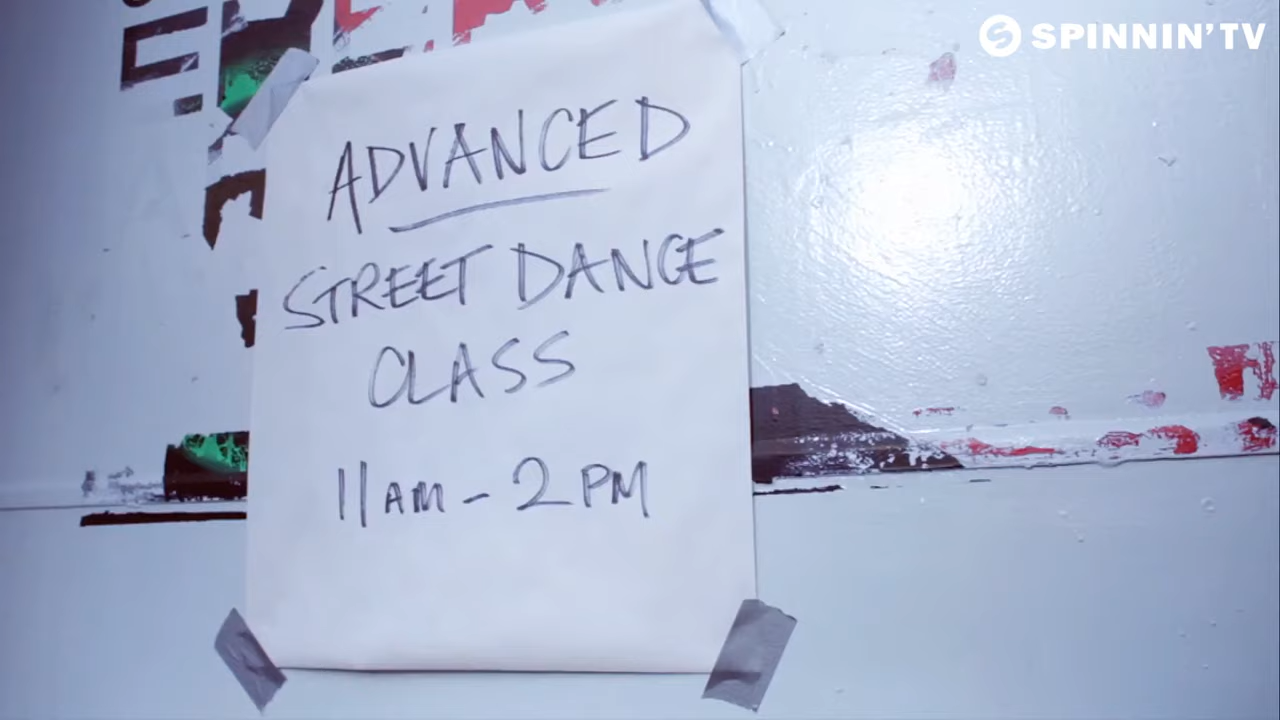 SPINNIN' TV
ADVANCED
STREET DANCE
CLASS
11AM - 2PM